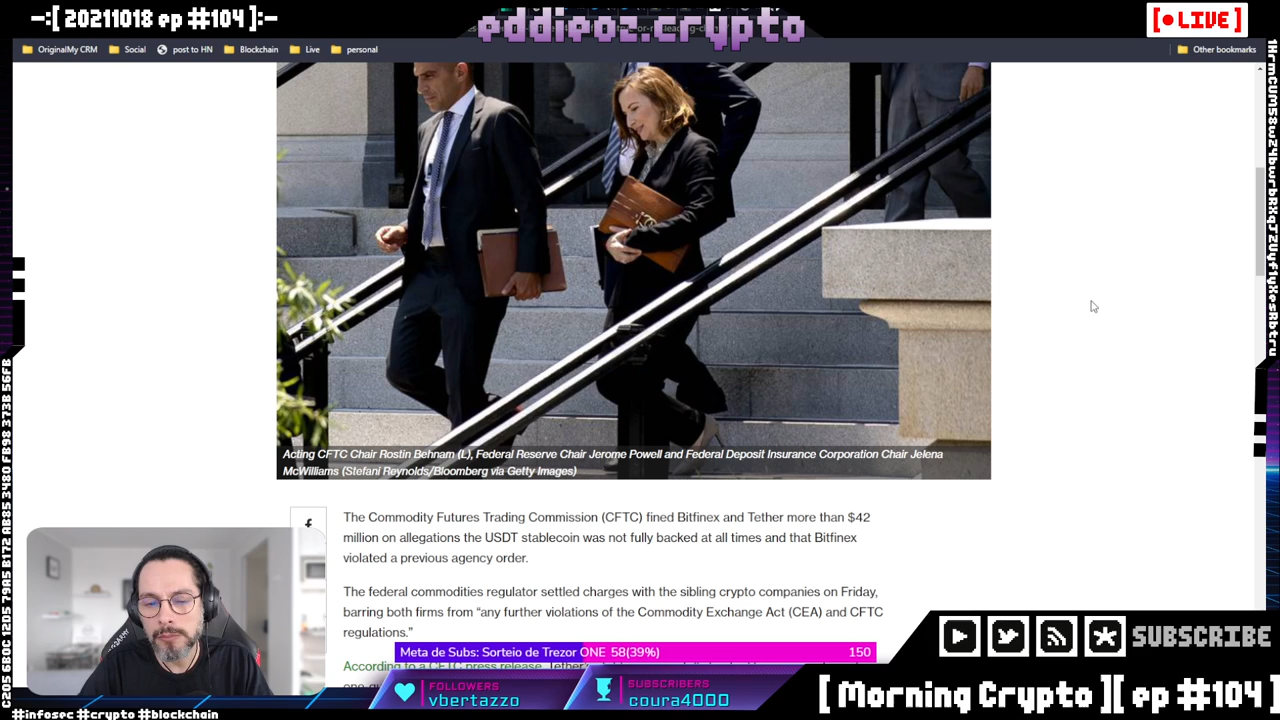 -:[ 20211018 ep #104 ]:-
eddieoz.crypto
[● LIVE ]
OriginalMy CRM
Social
post to HN
Blockchain
Live
personal
Other bookmarks
Acting CFTC Chair Rostin Behnam (L), Federal Reserve Chair Jerome Powell and Federal Deposit Insurance Corporation Chair Jelena
McWilliams (Stefani Reynolds/Bloomberg via Getty Images)
The Commodity Futures Trading Commission (CFTC) fined Bitfinex and Tether more than $42
million on allegations the USDT stablecoin was not fully backed at all times and that Bitfinex
violated a previous agency order.
The federal commodities regulator settled charges with the sibling crypto companies on Friday,
barring both firms from “any further violations of the Commodity Exchange Act (CEA) and CFTC
regulations.”
Meta de Subs: Sorteio de Trezor ONE 58(39%) 150
According to a CFTC press release, Tether
FOLLOWERS
vbertazzo
SUBSCRIBERS
coura4000
SUBSCRIBE
[ Morning Crypto ][ ep #104 ]
#infosec #crypto #blockchain